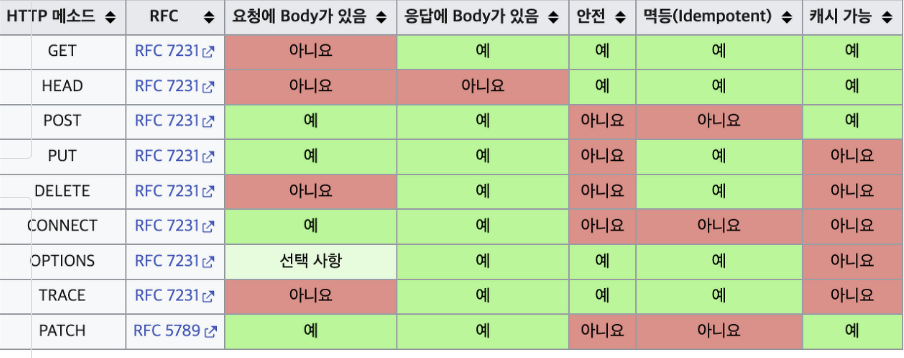 HTTP 메소드 RFC 요청에 Body가 있음 응답에 Body가 있음 안전 멱등(Idempotent) 캐시 가능
GET RFC 7231 아니요 예 예 예 예
HEAD RFC 7231 아니요 아니요 예 예 예
POST RFC 7231 예 예 아니요 아니요 예
PUT RFC 7231 예 예 아니요 예 아니요
DELETE RFC 7231 아니요 예 아니요 예 아니요
CONNECT RFC 7231 예 예 아니요 아니요 아니요
OPTIONS RFC 7231 선택 사항 예 예 예 아니요
TRACE RFC 7231 아니요 예 예 예 아니요
PATCH RFC 5789 예 예 아니요 아니요 예